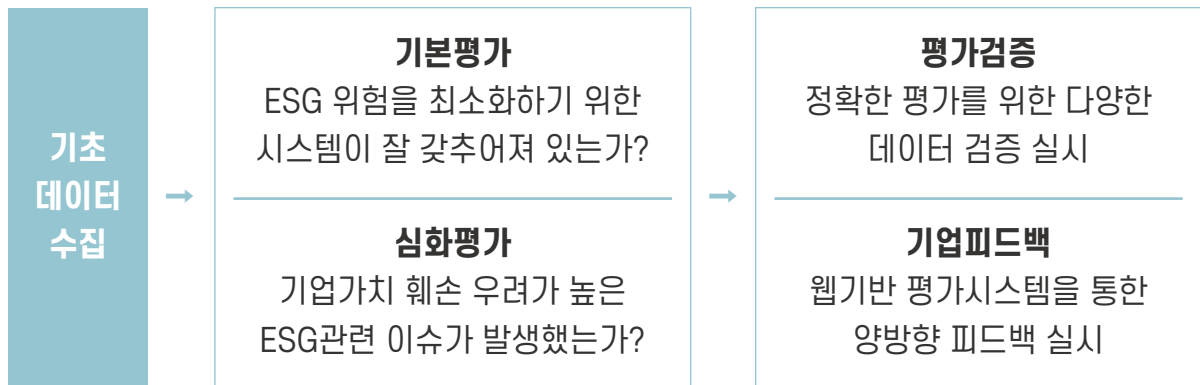 기초
데이터
수집
→
기본평가
ESG 위험을 최소화하기 위한
시스템이 잘 갖추어져 있는가?
심화평가
기업가치 훼손 우려가 높은
ESG관련 이슈가 발생했는가?
→
평가검증
정확한 평가를 위한 다양한
데이터 검증 실시
기업피드백
웹기반 평가시스템을 통한
양방향 피드백 실시